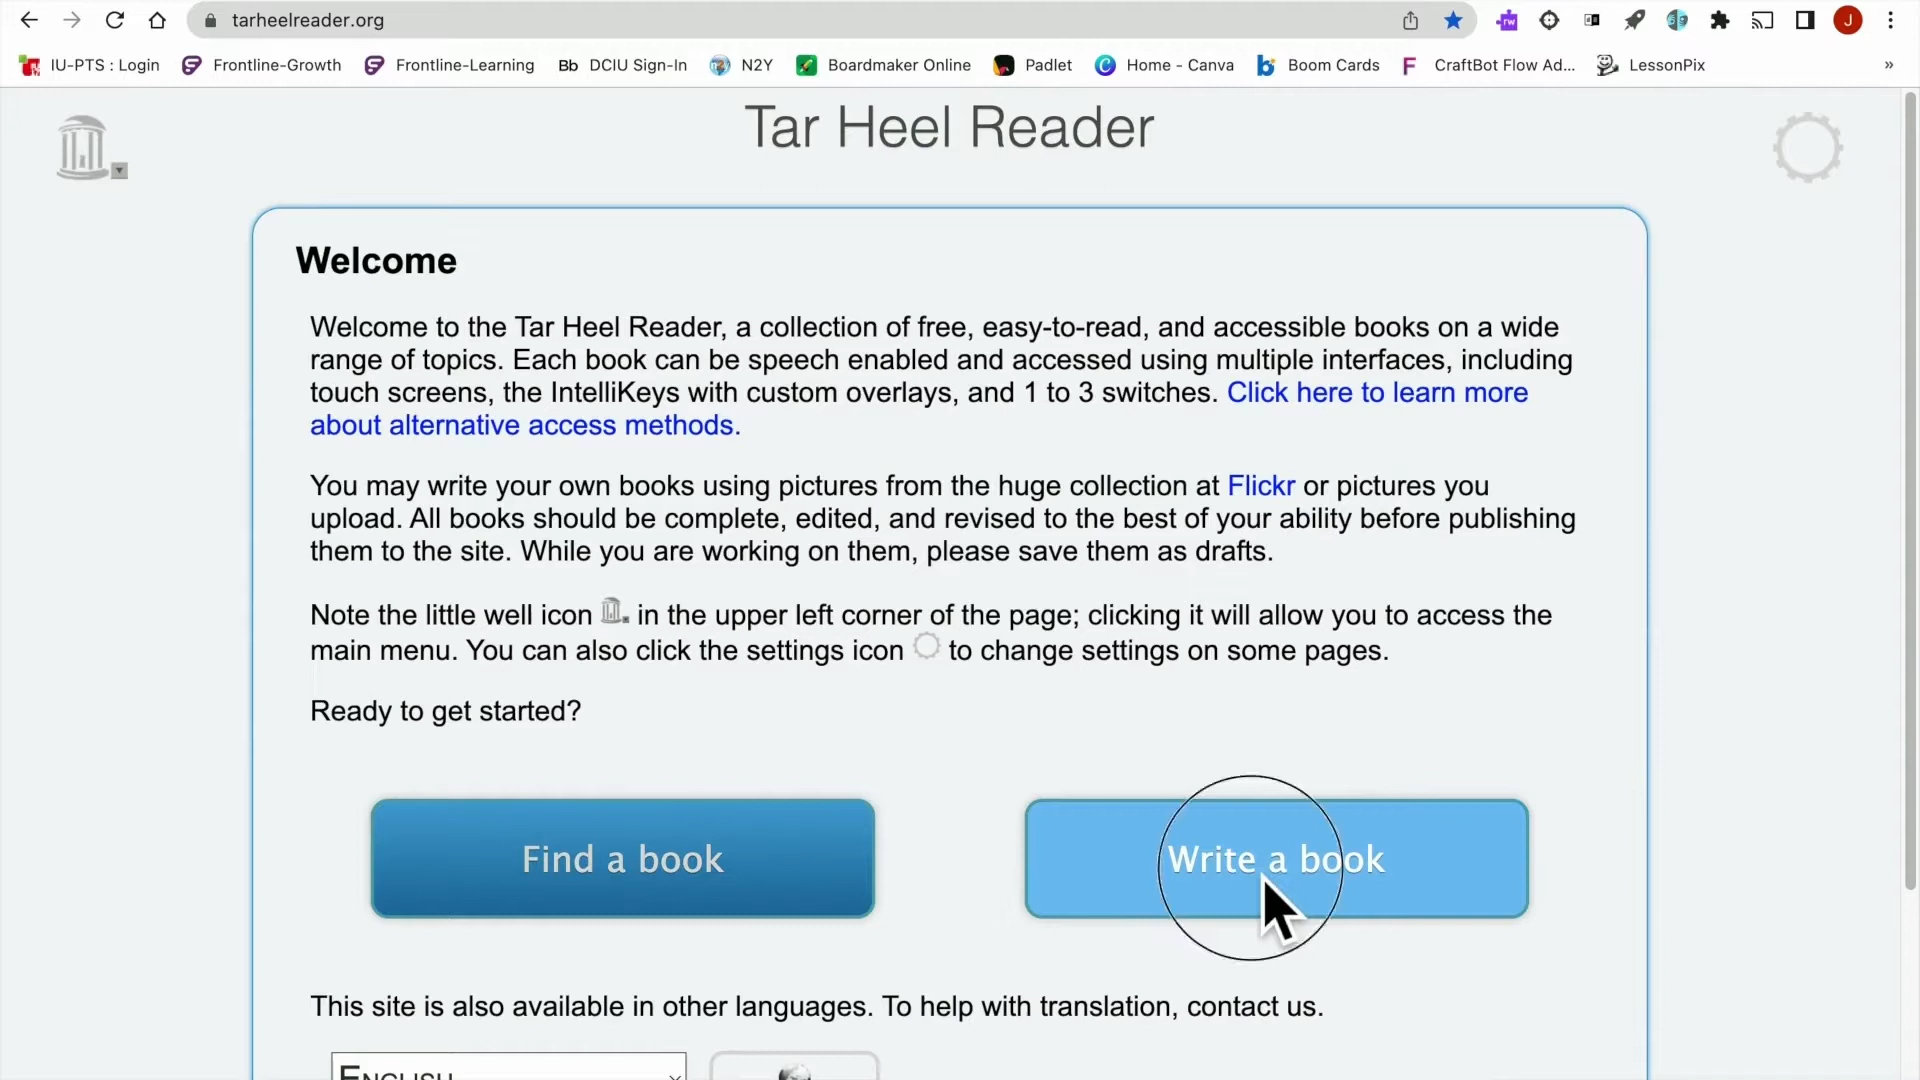 tarheelreader.org
J
IU-PTS : Login
Frontline-Growth
Frontline-Learning
Bb DCIU Sign-In
N2Y
Boardmaker Online
Padlet
Home - Canva
Boom Cards
CraftBot Flow Ad...
LessonPix
»
Tar Heel Reader
Welcome
Welcome to the Tar Heel Reader, a collection of free, easy-to-read, and accessible books on a wide
range of topics. Each book can be speech enabled and accessed using multiple interfaces, including
touch screens, the IntelliKeys with custom overlays, and 1 to 3 switches. Click here to learn more
about alternative access methods.
You may write your own books using pictures from the huge collection at Flickr or pictures you
upload. All books should be complete, edited, and revised to the best of your ability before publishing
them to the site. While you are working on them, please save them as drafts.
Note the little well icon in the upper left corner of the page; clicking it will allow you to access the
main menu. You can also click the settings icon to change settings on some pages.
Ready to get started?
Find a book
Write a book
This site is also available in other languages. To help with translation, contact us.
English